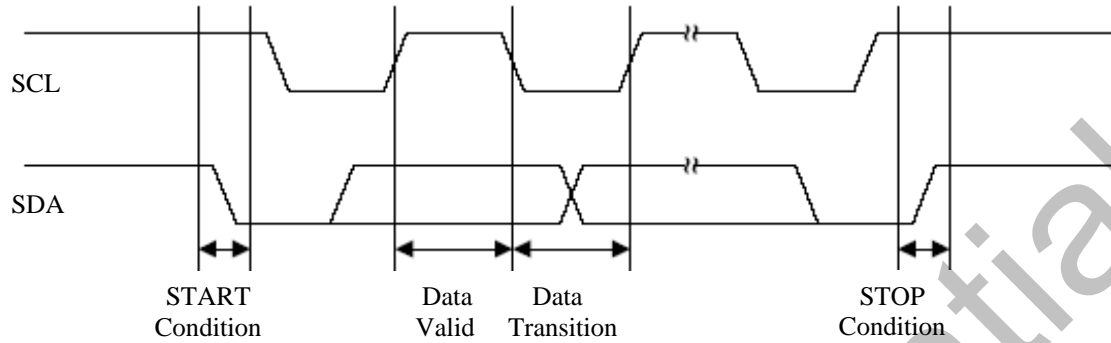 SCL
SDA
START
Condition
Data
Valid
Data
Transition
STOP
Condition